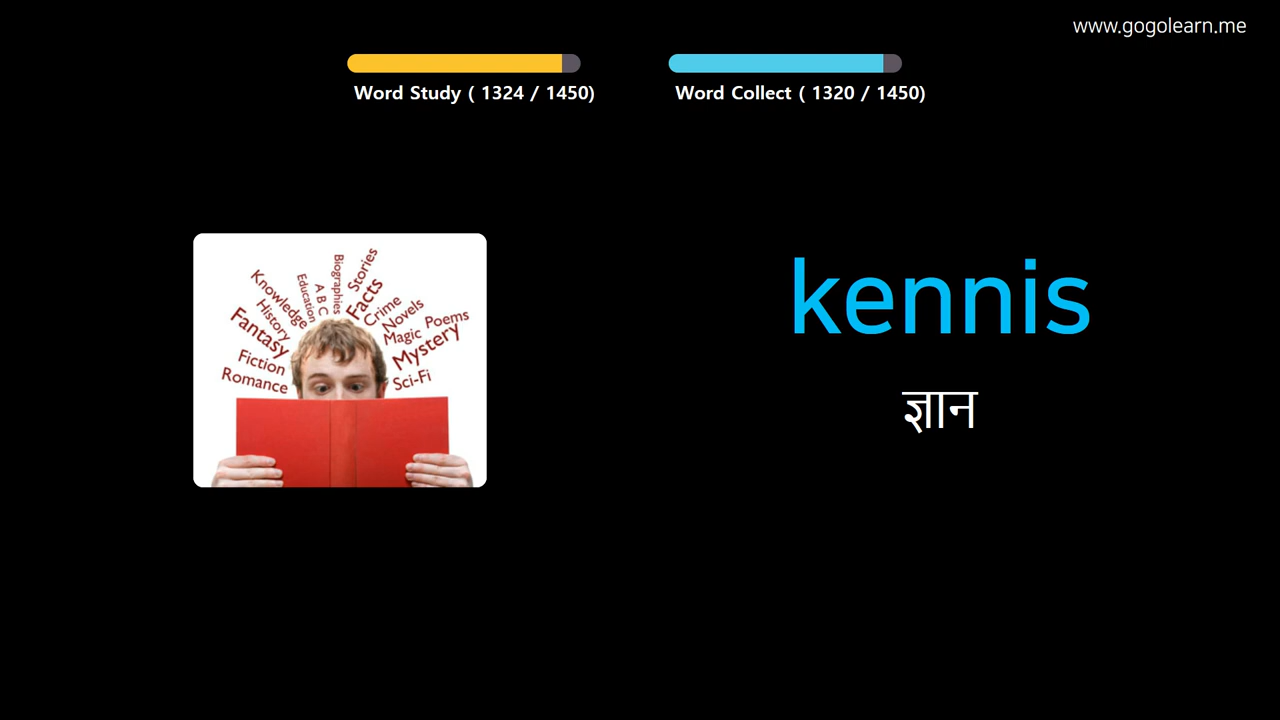 www.gogolearn.me
Word Study ( 1324 / 1450)
Word Collect ( 1320 / 1450)
Knowledge
History
Fantasy
Fiction
Romance
Education
A B C
Biographies
Stories
Facts
Crime
Novels
Magic
Poems
Mystery
Sci-Fi
kennis
ज्ञान